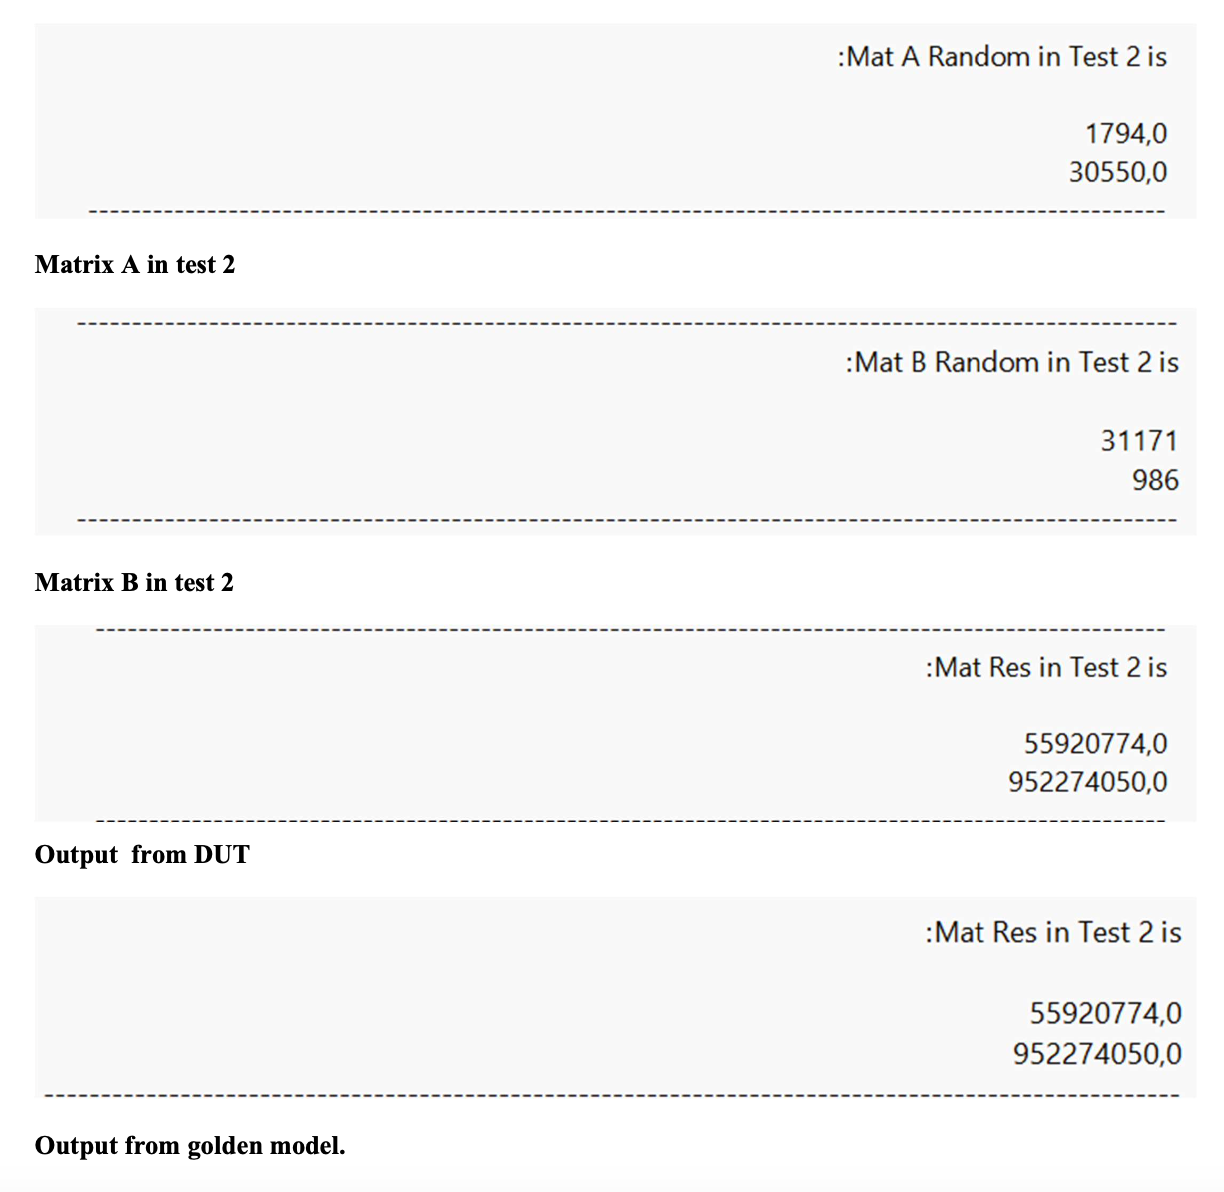 :Mat A Random in Test 2 is
1794,0
30550,0
--------------------------------------------------------------------------------------------------
Matrix A in test 2
--------------------------------------------------------------------------------------------------
:Mat B Random in Test 2 is
31171
986
--------------------------------------------------------------------------------------------------
Matrix B in test 2
--------------------------------------------------------------------------------------------------
:Mat Res in Test 2 is
55920774,0
952274050,0
--------------------------------------------------------------------------------------------------
Output from DUT
:Mat Res in Test 2 is
55920774,0
952274050,0
--------------------------------------------------------------------------------------------------
Output from golden model.